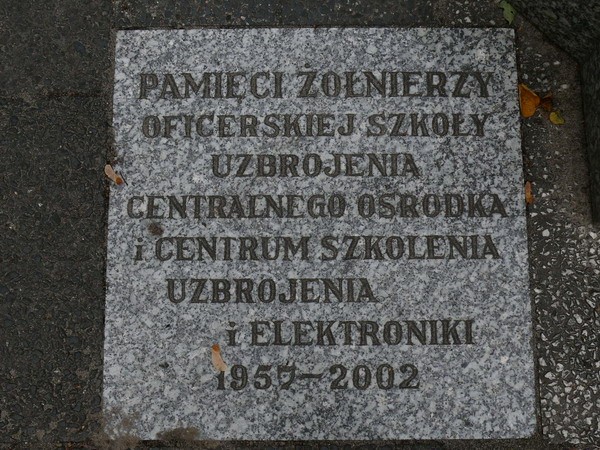 PAMIĘCI ŻOŁNIERZY
OFICERSKIEJ SZKOŁY
UZBROJENIA
CENTRALNEGO OŚRODKA
i CENTRUM SZKOLENIA
UZBROJENIA
i ELEKTRONIKI
1957-2002